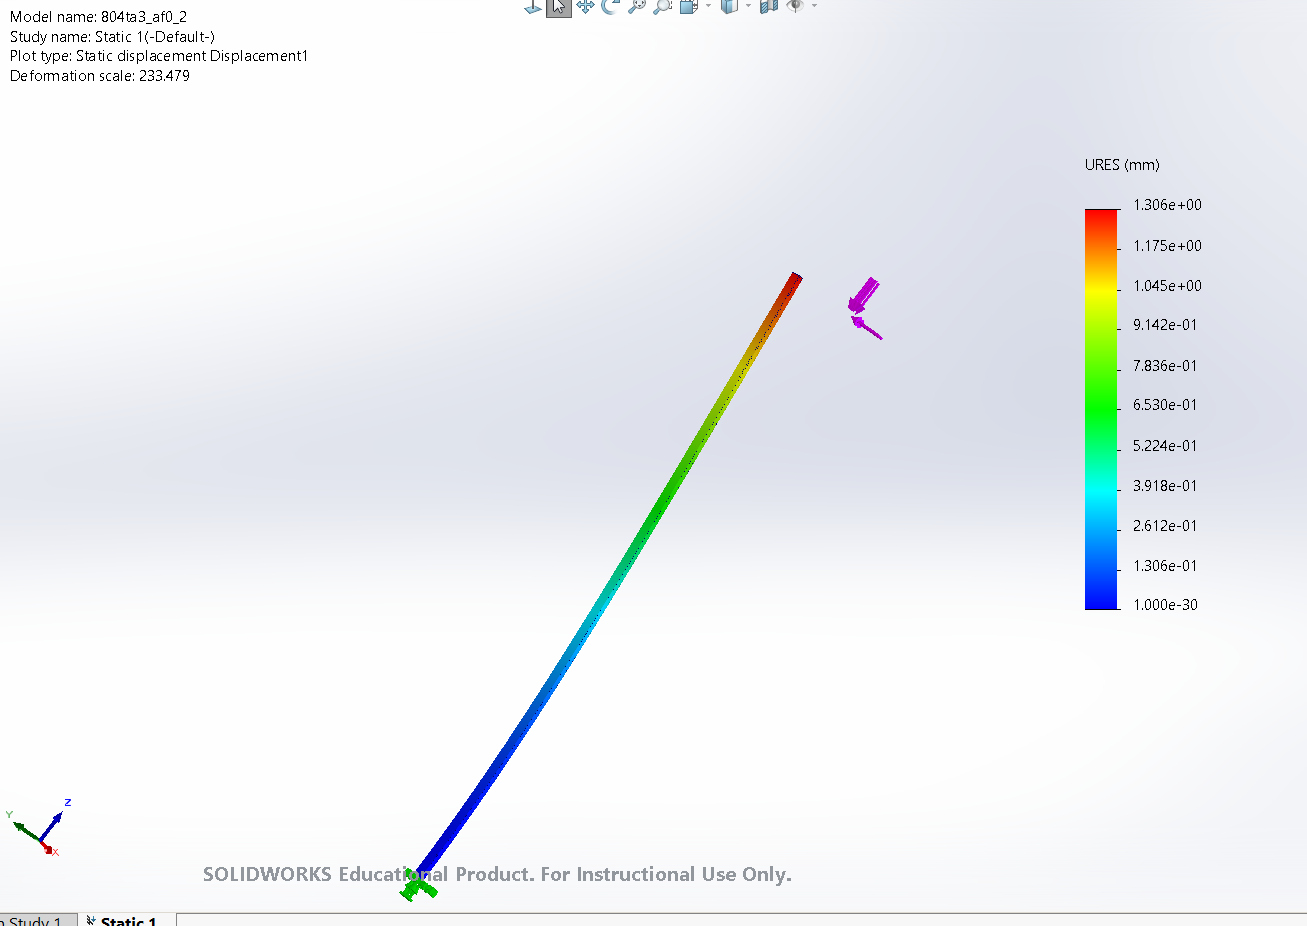 Model name: 804ta3_af0_2
Study name: Static 1(-Default-)
Plot type: Static displacement Displacement1
Deformation scale: 233.479
URES (mm)
1.306e+00
1.175e+00
1.045e+00
9.142e-01
7.836e-01
6.530e-01
5.224e-01
3.918e-01
2.612e-01
1.306e-01
1.000e-30
Z
Y
X
SOLIDWORKS Educational Product. For Instructional Use Only.
Study 1
Static 1